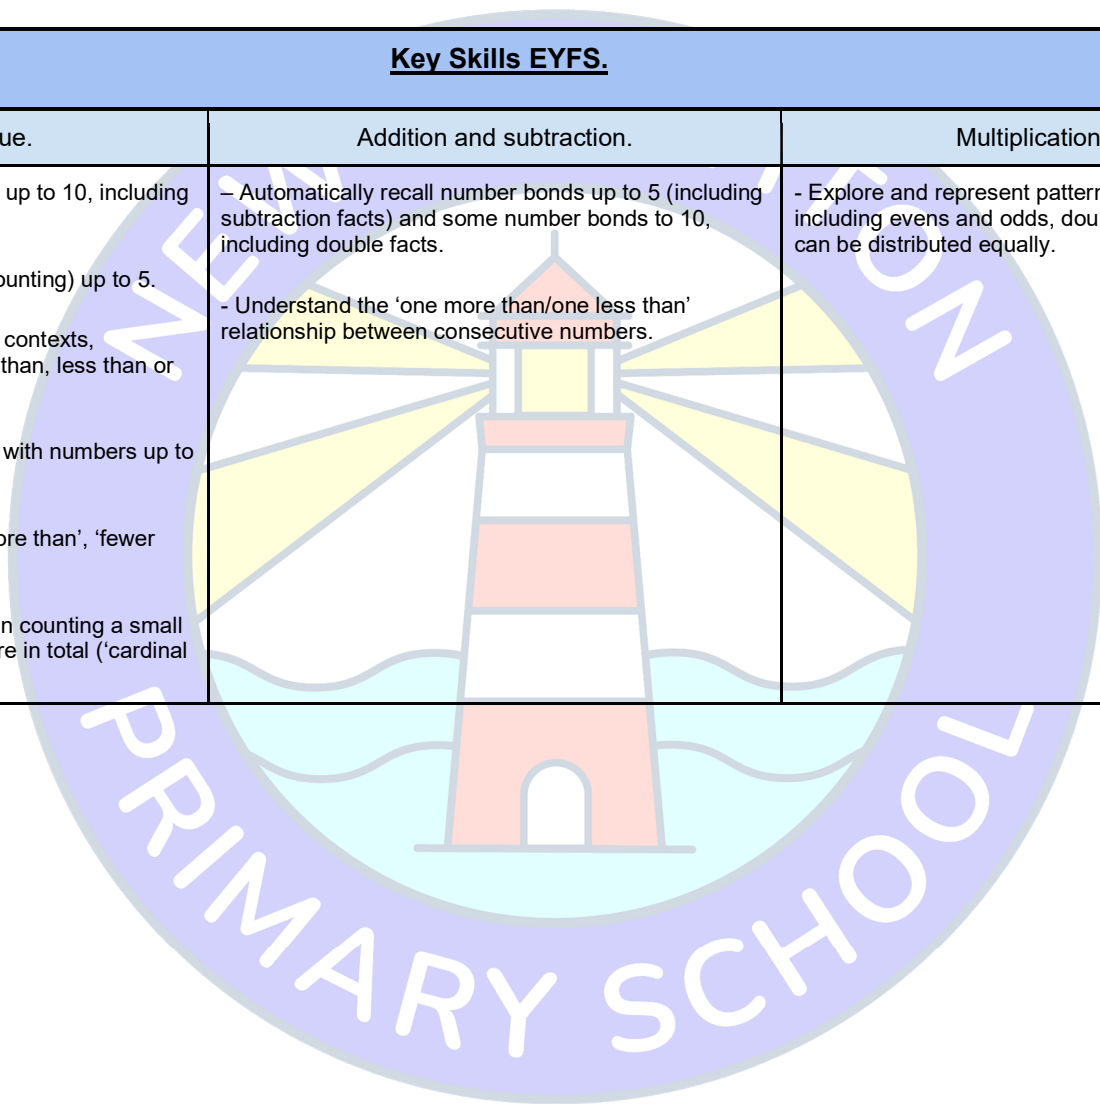 Key Skills EYFS.
ue.
Addition and subtraction.
Multiplication
up to 10, including
ounting) up to 5.
contexts,
than, less than or
with numbers up to
ore than’, ‘fewer
n counting a small
re in total (‘cardinal
– Automatically recall number bonds up to 5 (including
subtraction facts) and some number bonds to 10,
including double facts.
- Understand the ‘one more than/one less than’
relationship between consecutive numbers.
- Explore and represent pattern
including evens and odds, dou
can be distributed equally.
NEW
TON
PRIMARY SCHOOL